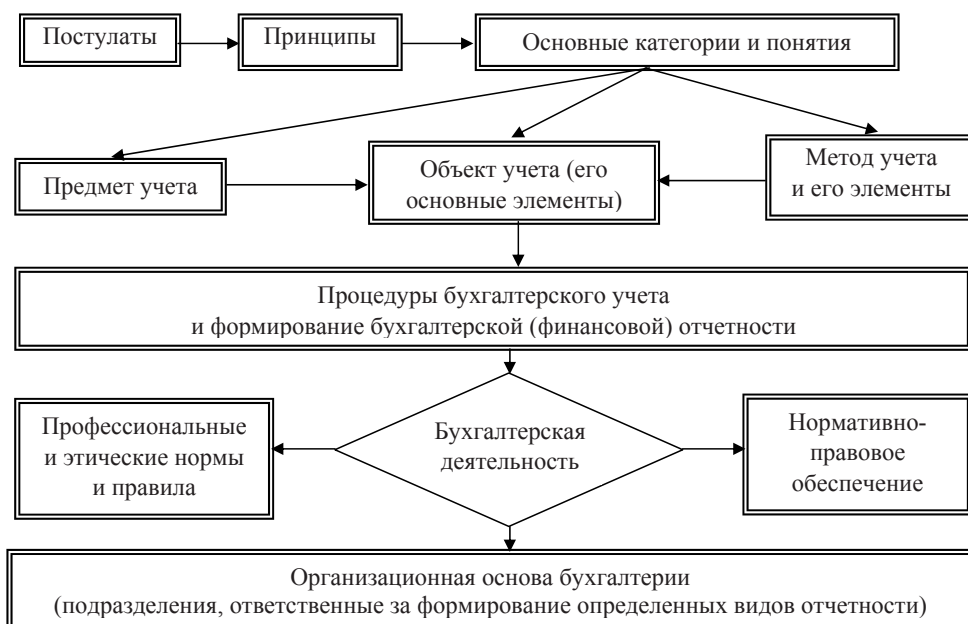 Постулаты
Принципы
Основные категории и понятия
Предмет учета
Объект учета (его
основные элементы)
Метод учета
и его элементы
Процедуры бухгалтерского учета
и формирование бухгалтерской (финансовой) отчетности
Профессиональные
и этические нормы
и правила
Бухгалтерская
деятельность
Нормативно-
правовое
обеспечение
Организационная основа бухгалтерии
(подразделения, ответственные за формирование определенных видов отчетности)